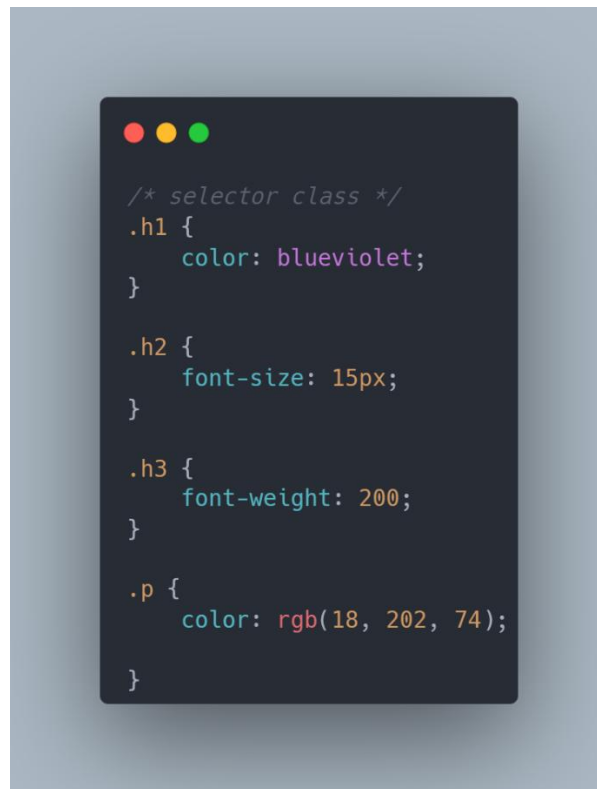 /* selector class */
.h1 {
    color: blueviolet;
}
.h2 {
    font-size: 15px;
}
.h3 {
    font-weight: 200;
}
.p {
    color: rgb(18, 202, 74);
}